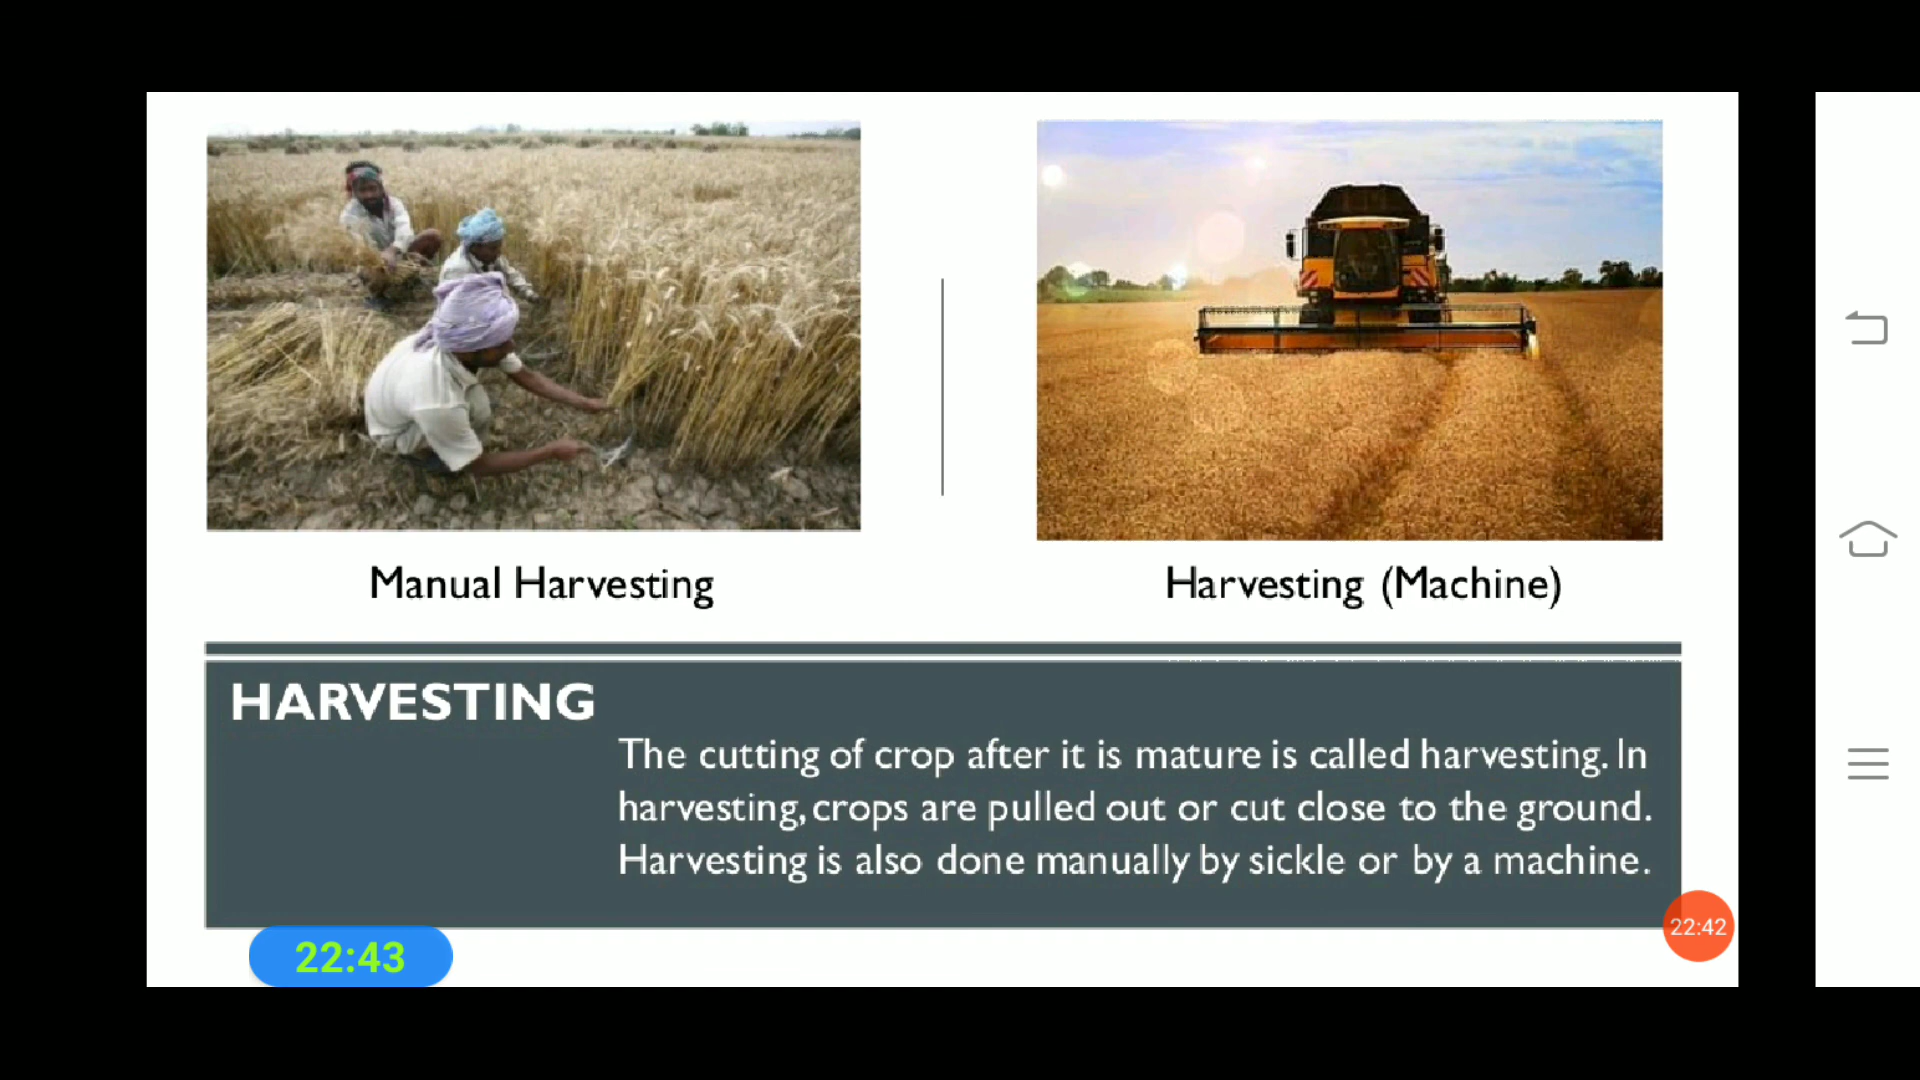 Manual Harvesting
Harvesting (Machine)
HARVESTING
The cutting of crop after it is mature is called harvesting. In
harvesting, crops are pulled out or cut close to the ground.
Harvesting is also done manually by sickle or by a machine.
22:42
22:43